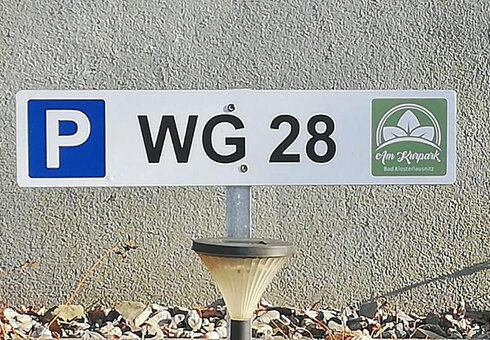 P WG 28
Am Kurpark
Bad Klosterlausnitz